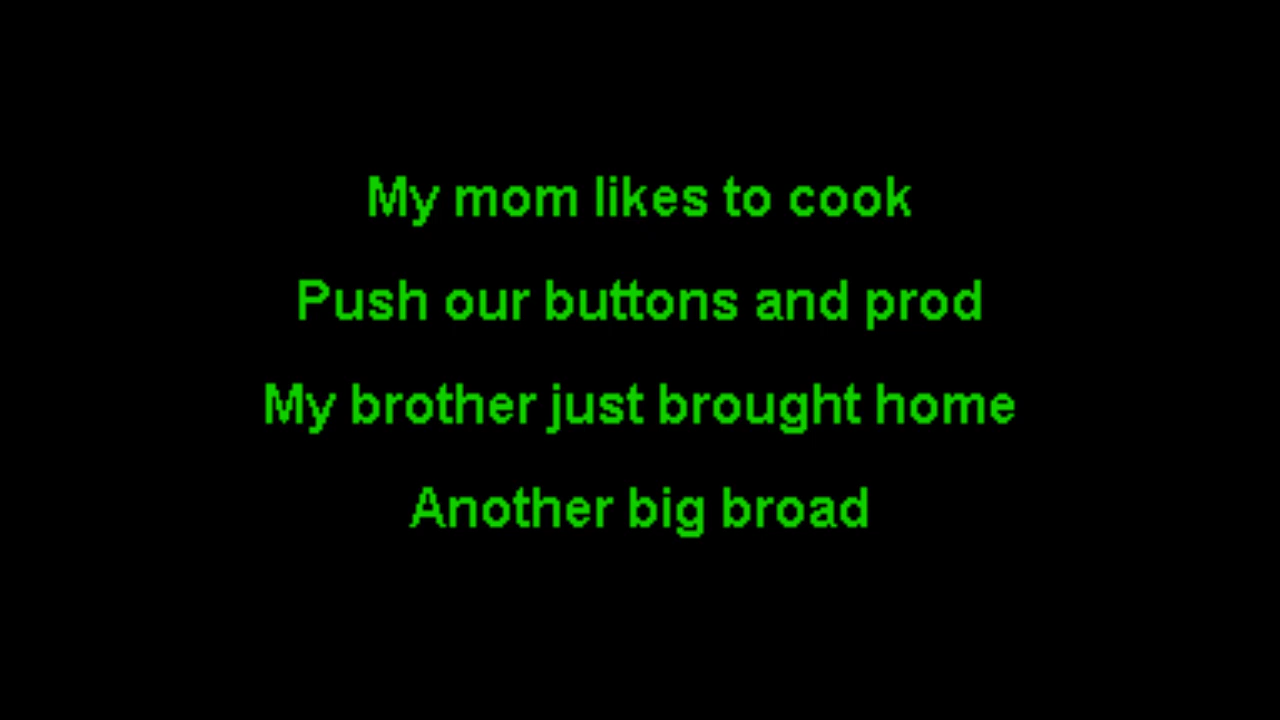 My mom likes to cook
Push our buttons and prod
My brother just brought home
Another big broad